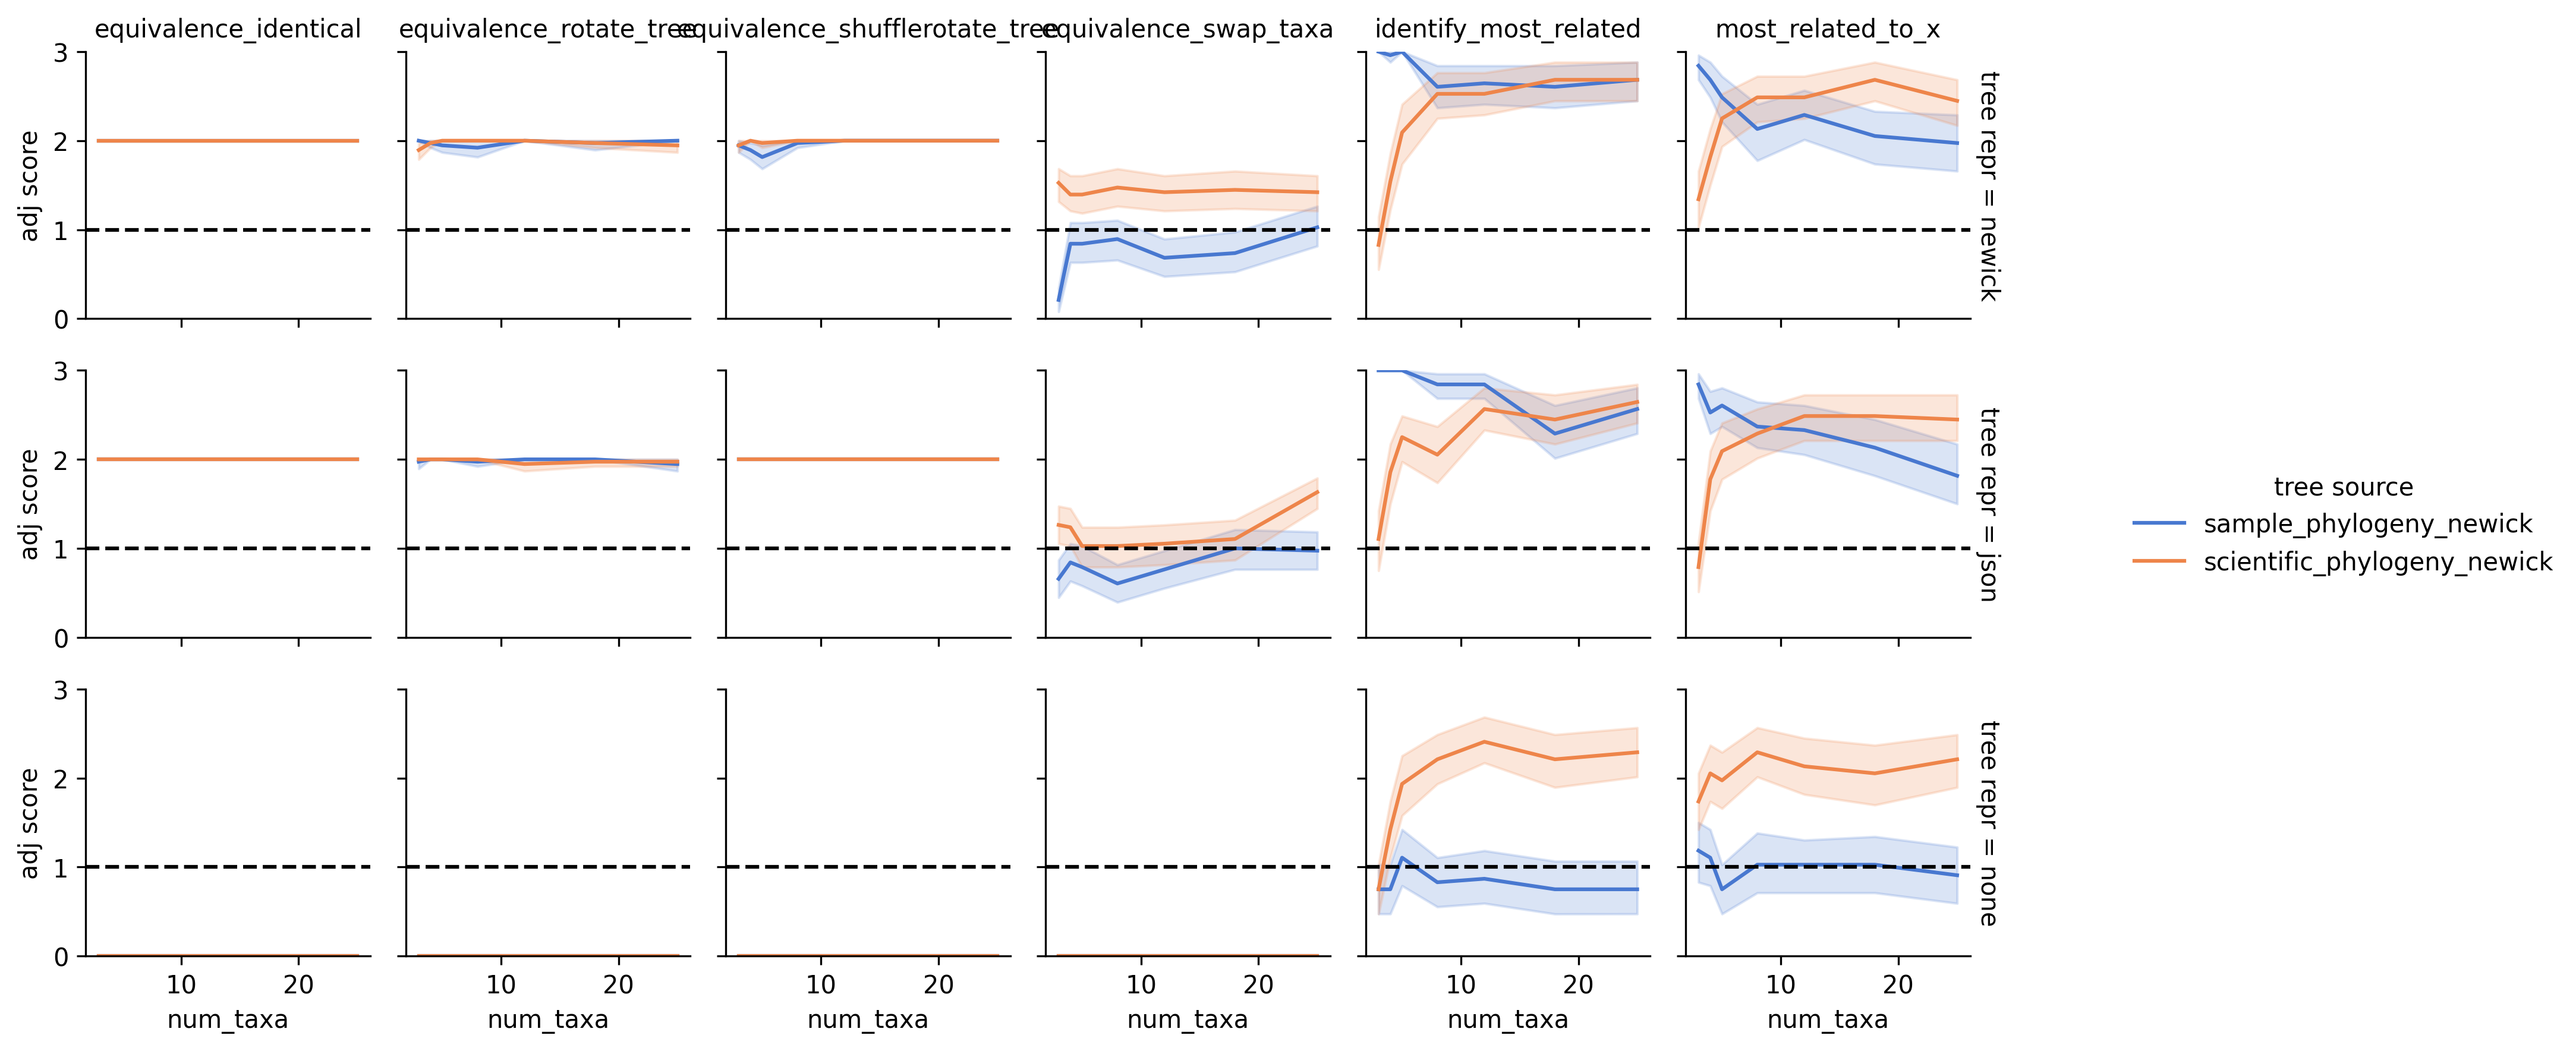 equivalence_identical
equivalence_rotate_tree
equivalence_shufflerotate_tree
equivalence_swap_taxa
identify_most_related
most_related_to_x
adj score
3
2
1
0
tree repr = newick
adj score
3
2
1
0
tree repr = json
tree source
sample_phylogeny_newick
scientific_phylogeny_newick
adj score
3
2
1
0
tree repr = none
10 20
10 20
10 20
10 20
10 20
10 20
num_taxa
num_taxa
num_taxa
num_taxa
num_taxa
num_taxa